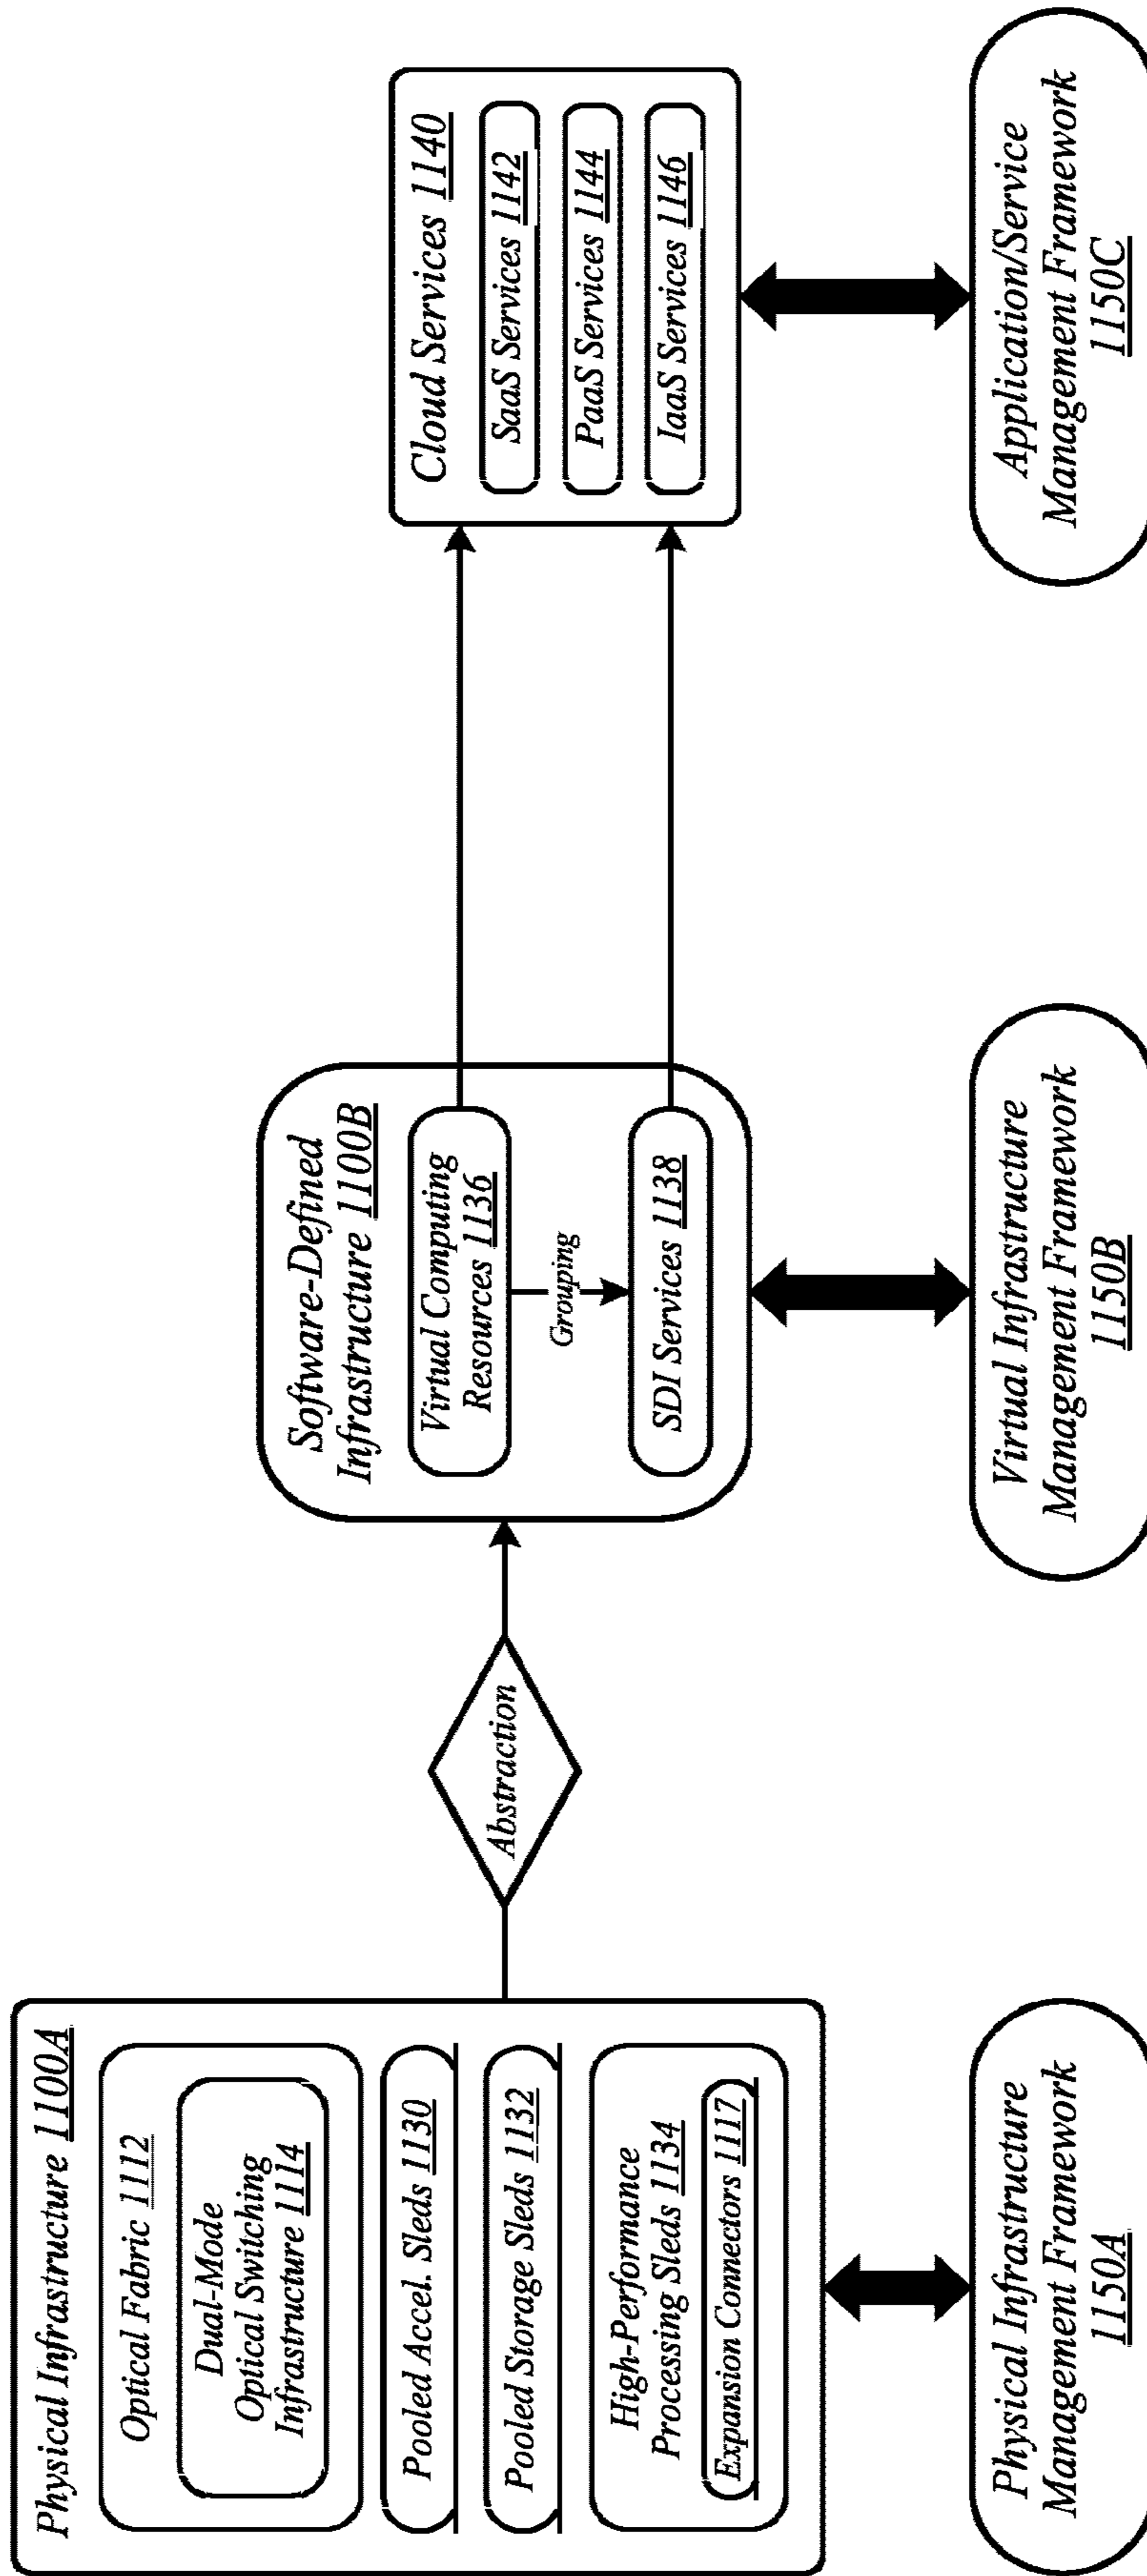 Physical Infrastructure 1100A
Optical Fabric 1112
Dual-Mode
Optical Switching
Infrastructure 1114
Pooled Accel. Sleds 1130
Pooled Storage Sleds 1132
High-Performance
Processing Sleds 1134
Expansion Connectors 1117
Physical Infrastructure
Management Framework
1150A
Abstraction
Software-Defined
Infrastructure 1100B
Virtual Computing
Resources 1136
Grouping
SDI Services 1138
Virtual Infrastructure
Management Framework
1150B
Cloud Services 1140
SaaS Services 1142
PaaS Services 1144
IaaS Services 1146
Application/Service
Management Framework
1150C